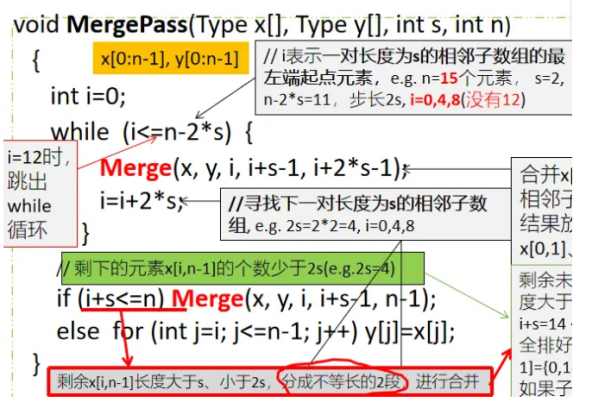 void MergePass(Type x[], Type y[], int s, int n)
{
x[0:n-1], y[0:n-1]
// i表示一对长度为s的相邻子数组的最
左端起点元素，e.g. n=15个元素，s=2,
n-2*s=11，步长2s, i=0,4,8(没有12)
int i=0;
while (i<=n-2*s) {
i=12时，
跳出
while
循环
Merge(x, y, i, i+s-1, i+2*s-1);
合并x[
相邻子
结果放
x[0,1]、
i=i+2*s;
//寻找下一对长度为s的相邻子数
组, e.g. 2s=2*2=4, i=0,4,8
}
// 剩下的元素x[i,n-1]的个数少于2s(e.g.2s=4)
if (i+s<=n) Merge(x, y, i, i+s-1, n-1);
else for (int j=i; j<=n-1; j++) y[j]=x[j];
}
剩余未
度大于
i+s=14
全排好
1]={0,1
如果子
剩余x[i,n-1]长度大于s、小于2s，分成不等长的2段，进行合并